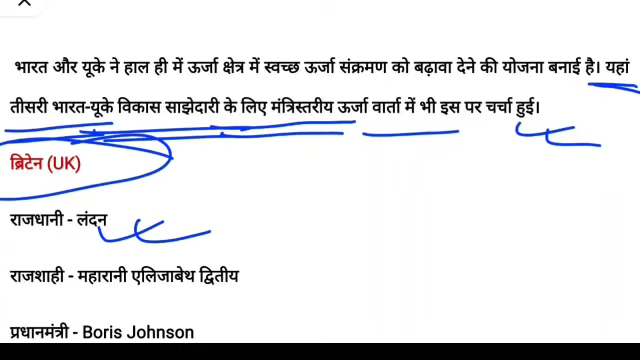 भारत और यूके ने हाल ही में ऊर्जा क्षेत्र में स्वच्छ ऊर्जा संक्रमण को बढ़ावा देने की योजना बनाई है। यहां
तीसरी भारत-यूके विकास साझेदारी के लिए मंत्रिस्तरीय ऊर्जा वार्ता में भी इस पर चर्चा हुई।
ब्रिटेन (UK)
राजधानी - लंदन
राजशाही - महारानी एलिजाबेथ द्वितीय
प्रधानमंत्री - Boris Johnson